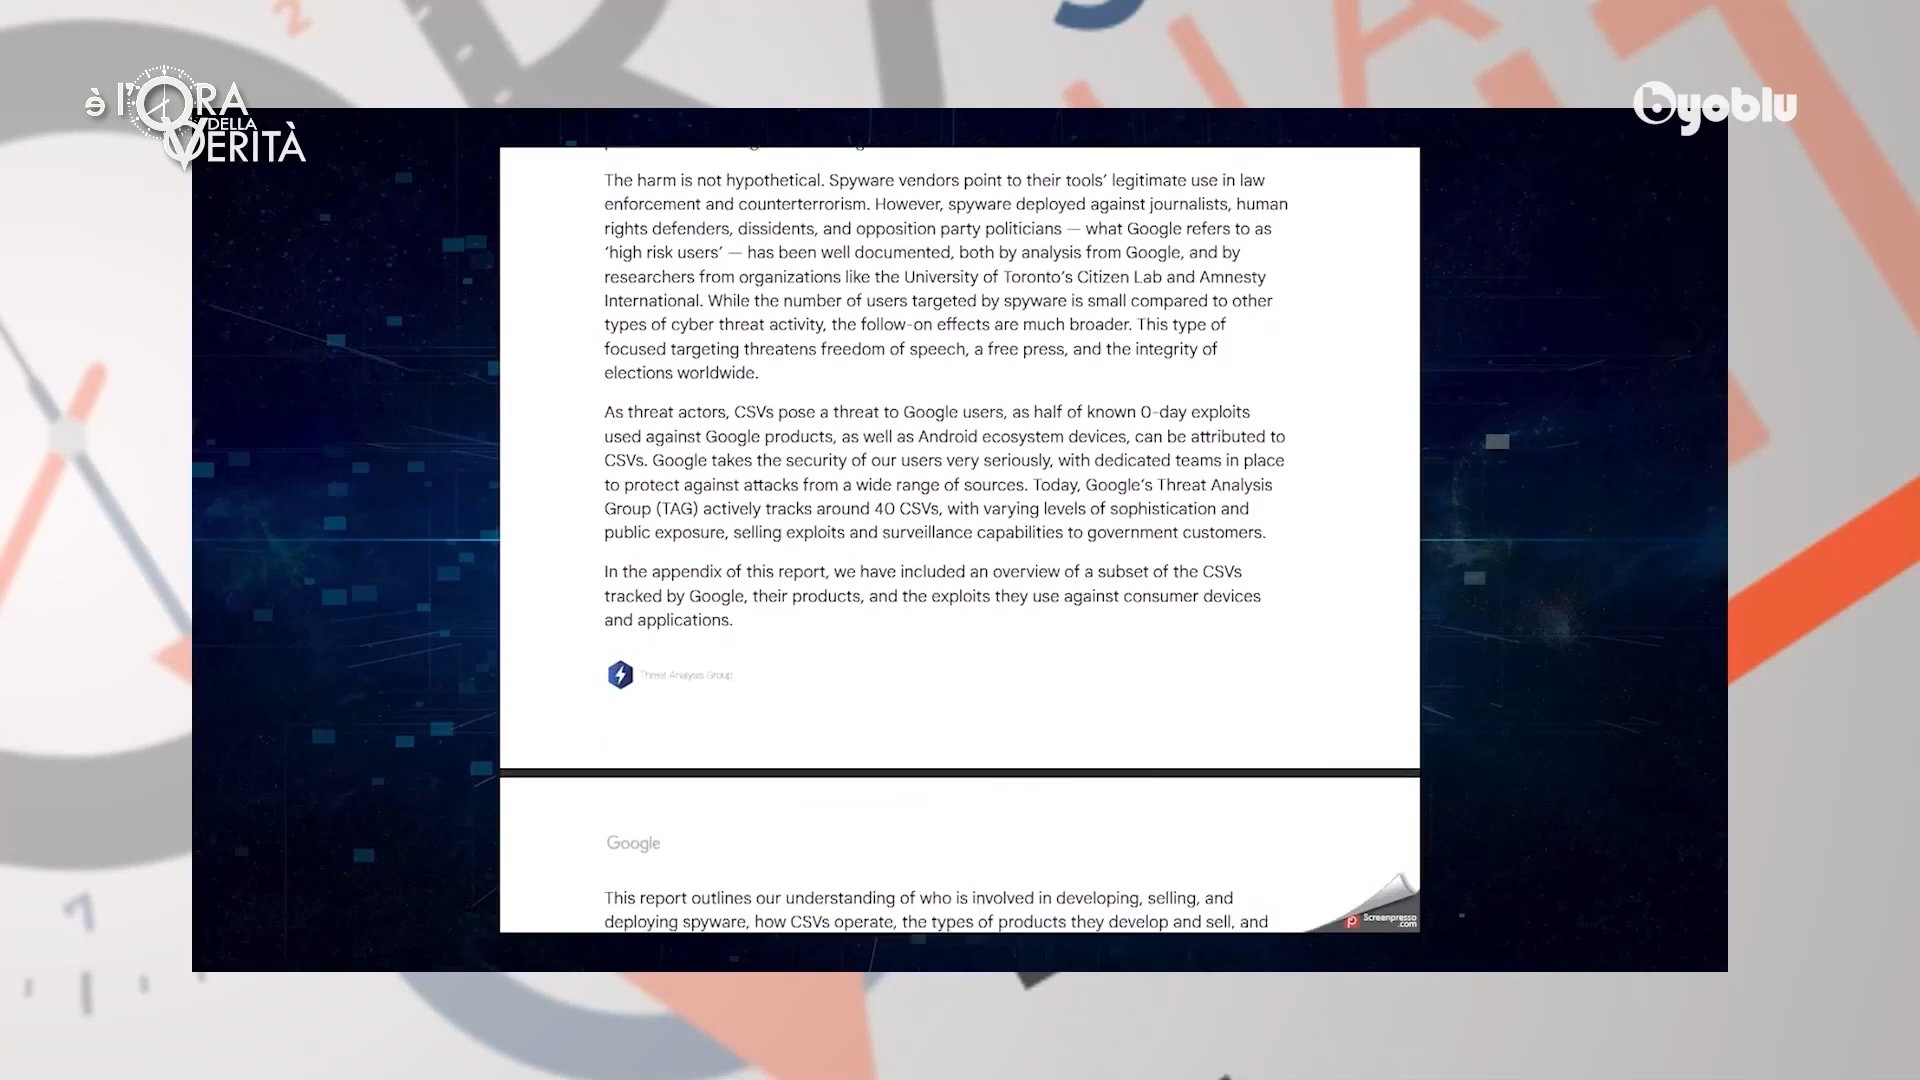 è l'ORA
DELLA
VERITÀ
byoblu
The harm is not hypothetical. Spyware vendors point to their tools’ legitimate use in law
enforcement and counterterrorism. However, spyware deployed against journalists, human
rights defenders, dissidents, and opposition party politicians — what Google refers to as
‘high risk users’ — has been well documented, both by analysis from Google, and by
researchers from organizations like the University of Toronto’s Citizen Lab and Amnesty
International. While the number of users targeted by spyware is small compared to other
types of cyber threat activity, the follow-on effects are much broader. This type of
focused targeting threatens freedom of speech, a free press, and the integrity of
elections worldwide.
As threat actors, CSVs pose a threat to Google users, as half of known 0-day exploits
used against Google products, as well as Android ecosystem devices, can be attributed to
CSVs. Google takes the security of our users very seriously, with dedicated teams in place
to protect against attacks from a wide range of sources. Today, Google’s Threat Analysis
Group (TAG) actively tracks around 40 CSVs, with varying levels of sophistication and
public exposure, selling exploits and surveillance capabilities to government customers.
In the appendix of this report, we have included an overview of a subset of the CSVs
tracked by Google, their products, and the exploits they use against consumer devices
and applications.
Threat Analysis Group
Google
This report outlines our understanding of who is involved in developing, selling, and
deploying spyware, how CSVs operate, the types of products they develop and sell, and
Screenpresso
.com